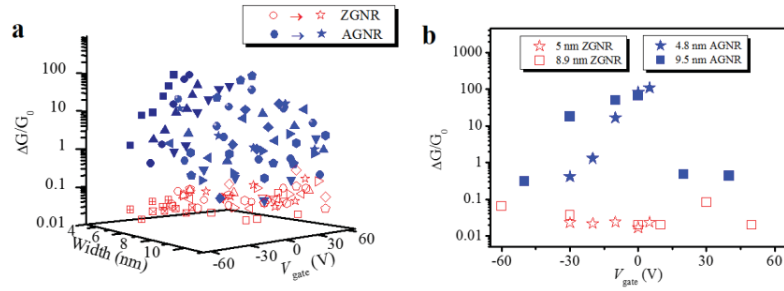 a
ZGNR
AGNR
ΔG/G0
100
10
1
0.1
0.01
4
6
8
10
Width (nm)
-60
-30
0
30
60
Vgate (V)
b
5 nm ZGNR
8.9 nm ZGNR
4.8 nm AGNR
9.5 nm AGNR
ΔG/G0
1000
100
10
1
0.1
0.01
-60
-30
0
30
60
Vgate (V)